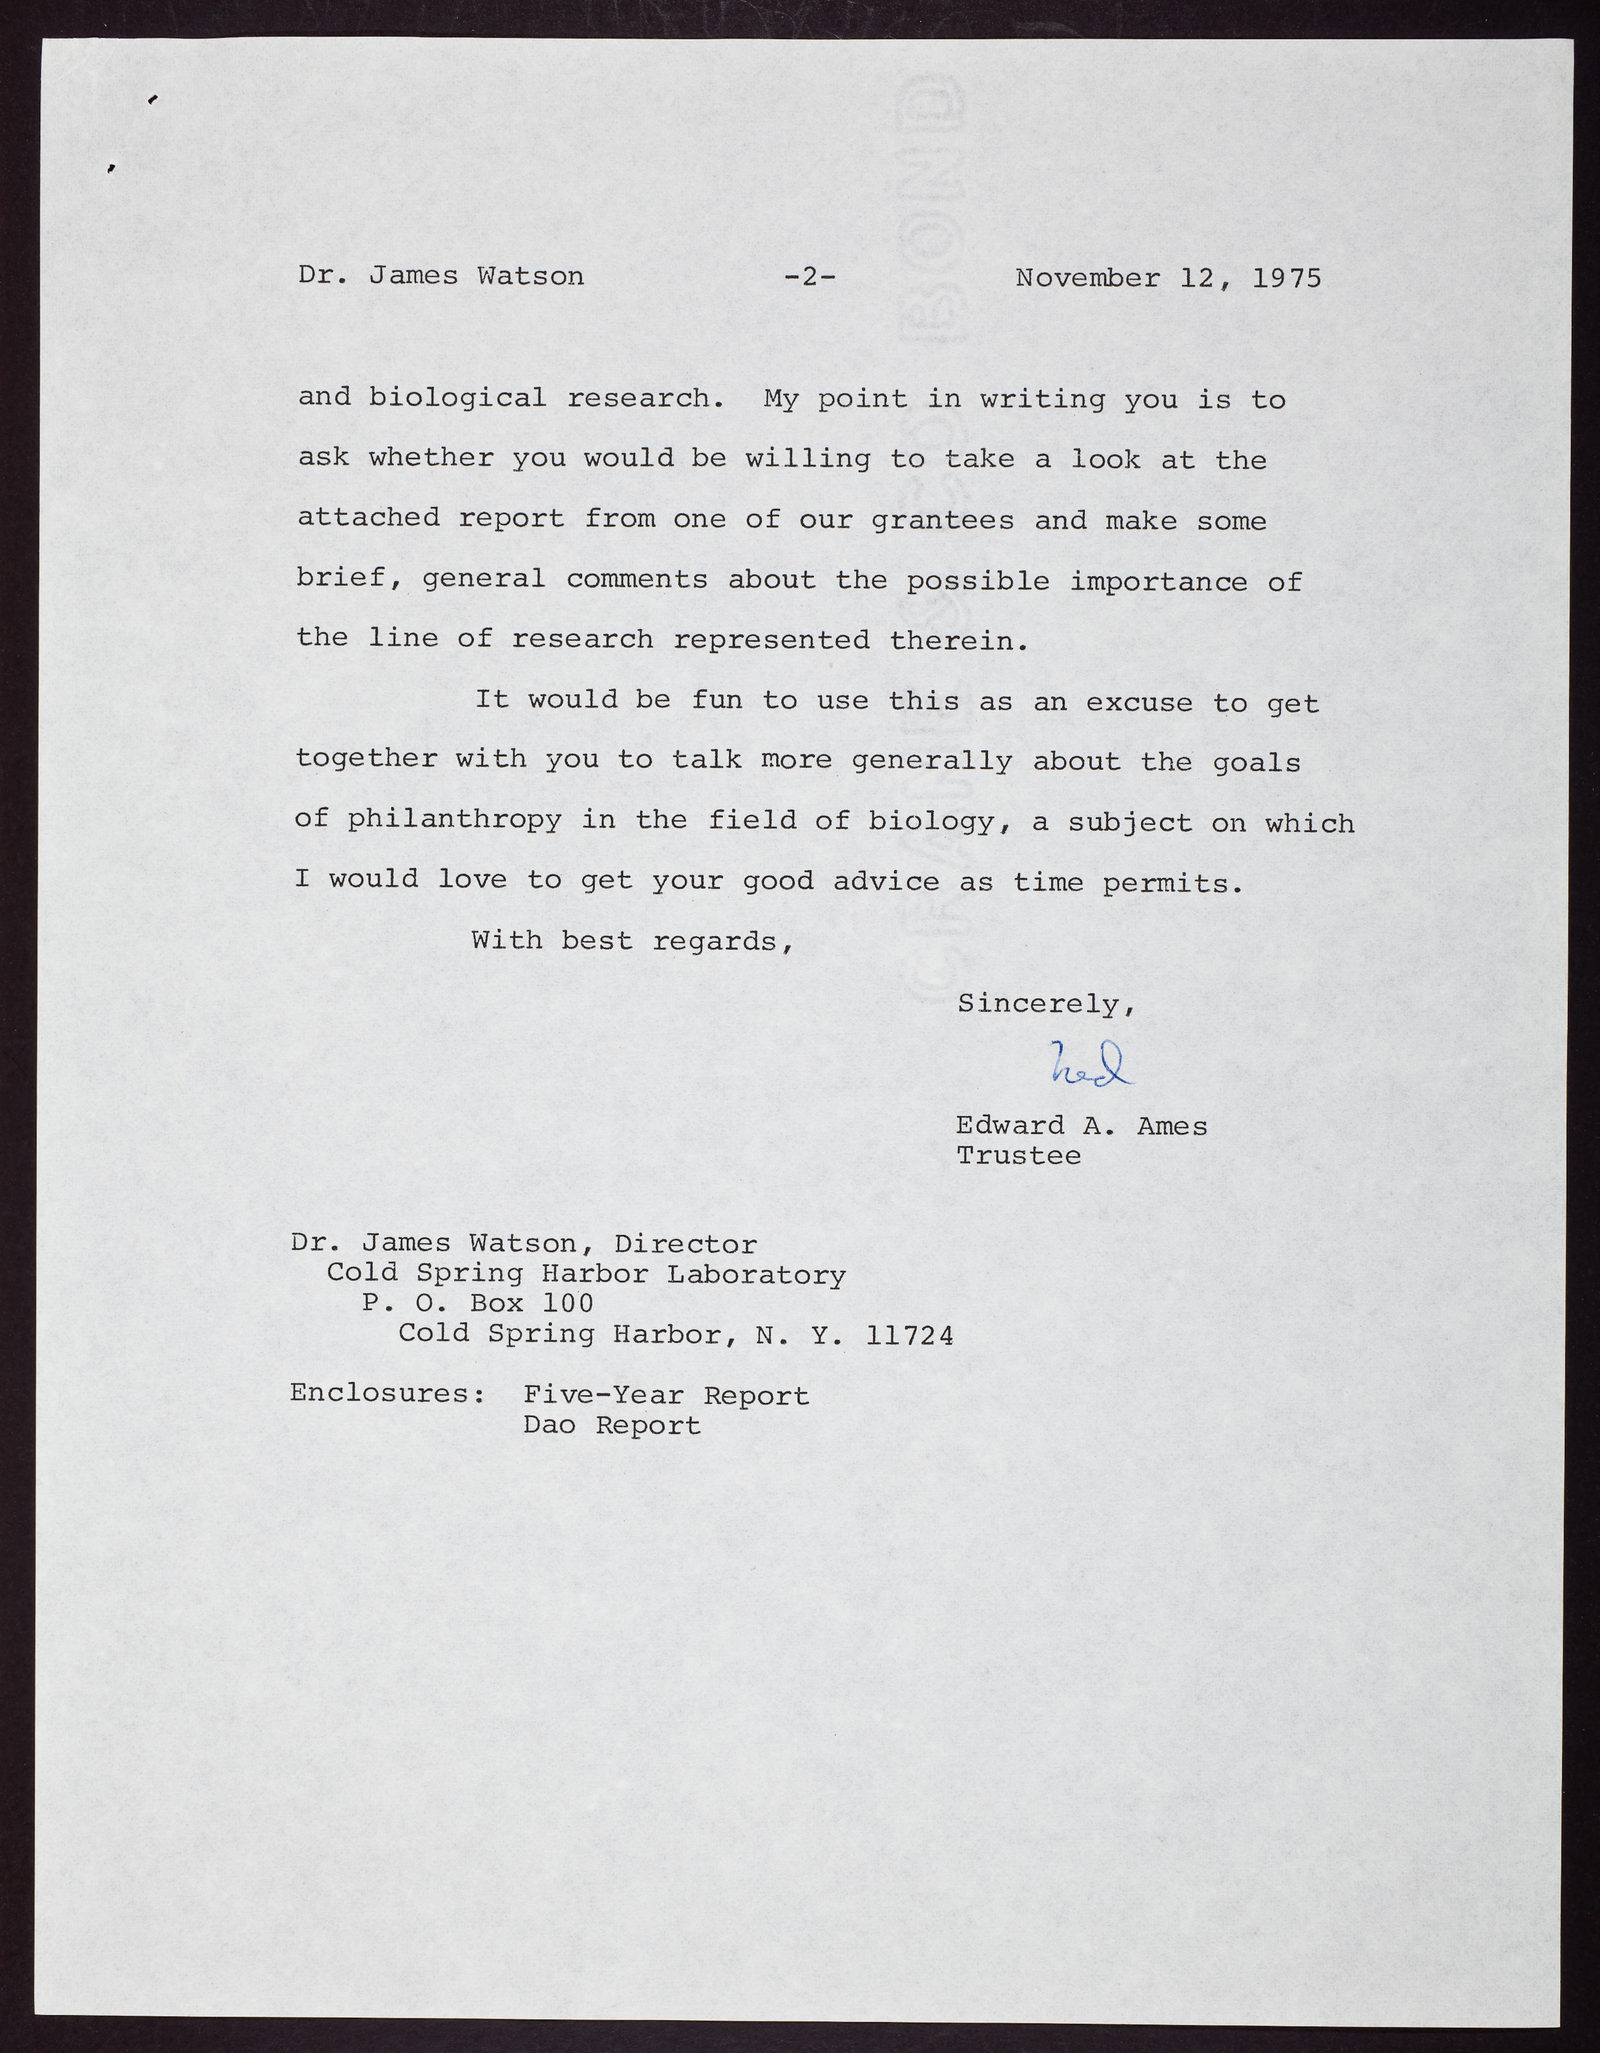 Dr. James Watson -2- November 12, 1975
and biological research. My point in writing you is to
ask whether you would be willing to take a look at the
attached report from one of our grantees and make some
brief, general comments about the possible importance of
the line of research represented therein.
It would be fun to use this as an excuse to get
together with you to talk more generally about the goals
of philanthropy in the field of biology, a subject on which
I would love to get your good advice as time permits.
With best regards,
Sincerely,
Ned
Edward A. Ames
Trustee
Dr. James Watson, Director
Cold Spring Harbor Laboratory
P. O. Box 100
Cold Spring Harbor, N. Y. 11724
Enclosures: Five-Year Report
Dao Report